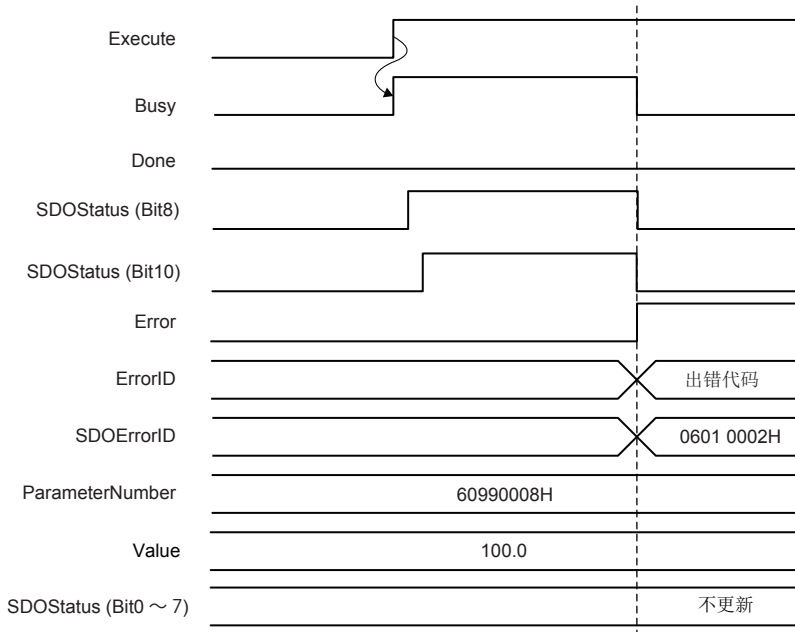 Execute
Busy
Done
SDOStatus (Bit8)
SDOStatus (Bit10)
Error
ErrorID 出错代码
SDOErrorID 0601 0002H
ParameterNumber 60990008H
Value 100.0
SDOStatus (Bit0 ～ 7) 不更新